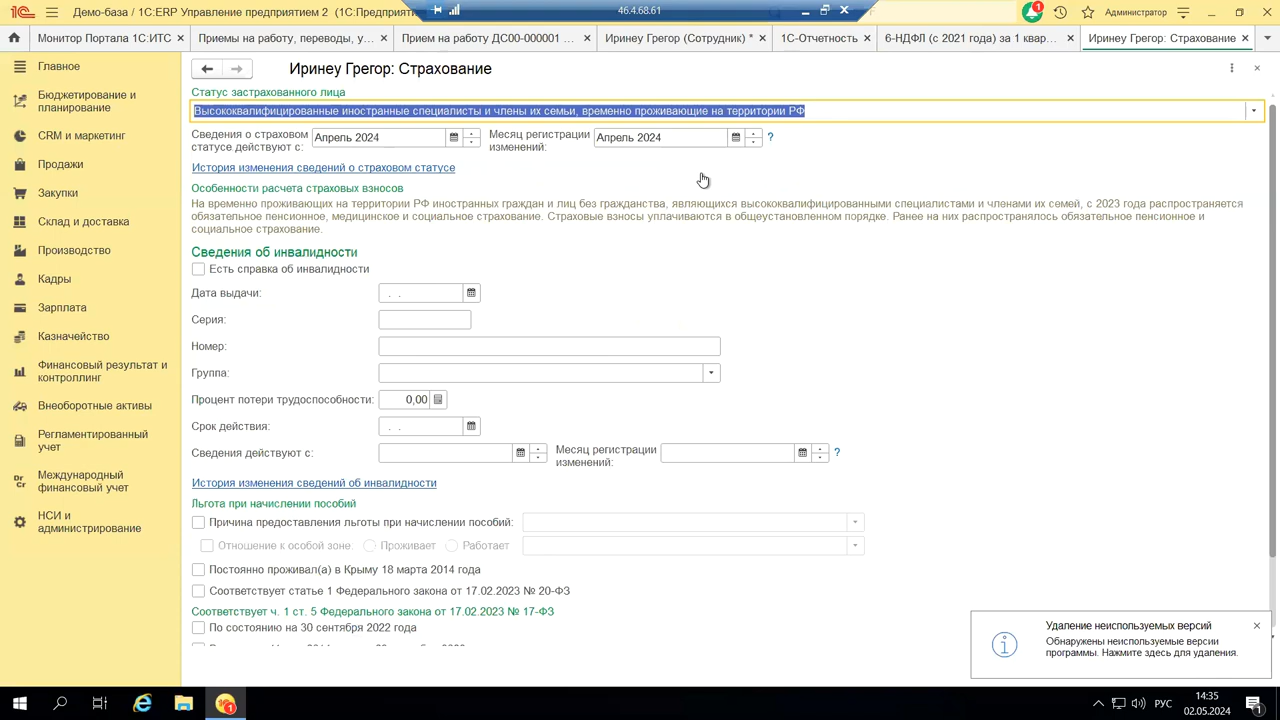 Демо-база / 1С:ERP Управление предприятием 2 (1С:Предприяти
46.4.68.61
Администратор
1
Монитор Портала 1С:ИТС
Приемы на работу, переводы, у...
Прием на работу ДС00-000001 ...
Иринеу Грегор (Сотрудник) *
1С-Отчетность
6-НДФЛ (с 2021 года) за 1 квар...
Иринеу Грегор: Страхование
Главное
Бюджетирование и
планирование
CRM и маркетинг
Продажи
Закупки
Склад и доставка
Производство
Кадры
Зарплата
Казначейство
Финансовый результат и
контроллинг
Внеоборотные активы
Регламентированный
учет
Международный
финансовый учет
НСИ и
администрирование
Иринеу Грегор: Страхование
Статус застрахованного лица
Высококвалифицированные иностранные специалисты и члены их семьи, временно проживающие на территории РФ
Сведения о страховом
статусе действуют с:
Апрель 2024
Месяц регистрации
изменений:
Апрель 2024
?
История изменения сведений о страховом статусе
Особенности расчета страховых взносов
На временно проживающих на территории РФ иностранных граждан и лиц без гражданства, являющихся высококвалифицированными специалистами и членами их семей, с 2023 года распространяется
обязательное пенсионное, медицинское и социальное страхование. Страховые взносы уплачиваются в общеустановленном порядке. Ранее на них распространялось обязательное пенсионное и
социальное страхование.
Сведения об инвалидности
Есть справка об инвалидности
Дата выдачи:
. .
Серия:
Номер:
Группа:
Процент потери трудоспособности:
0,00
Срок действия:
. .
Сведения действуют с:
Месяц регистрации
изменений:
?
История изменения сведений об инвалидности
Льгота при начислении пособий
Причина предоставления льготы при начислении пособий:
Отношение к особой зоне:
Проживает
Работает
Постоянно проживал(а) в Крыму 18 марта 2014 года
Соответствует статье 1 Федерального закона от 17.02.2023 № 20-ФЗ
Соответствует ч. 1 ст. 5 Федерального закона от 17.02.2023 № 17-ФЗ
По состоянию на 30 сентября 2022 года
Удаление неиспользуемых версий
Обнаружены неиспользуемые версии
программы. Нажмите здесь для удаления.
РУС
14:35
02.05.2024
1
1